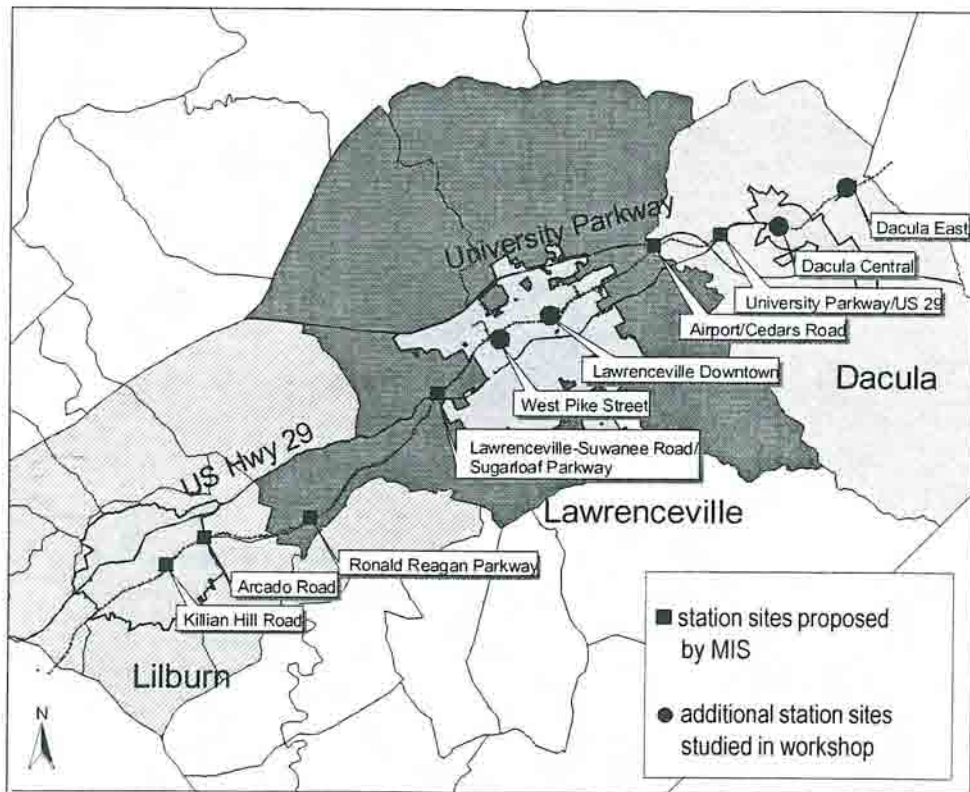 University Parkway
Dacula East
Dacula Central
University Parkway/US 29
Airport/Cedars Road
Lawrenceville Downtown
Dacula
West Pike Street
US Hwy 29
Lawrenceville-Suwanee Road/
Sugarloaf Parkway
Lawrenceville
Ronald Reagan Parkway
Arcado Road
Killian Hill Road
Lilburn
station sites proposed
by MIS
additional station sites
studied in workshop
N